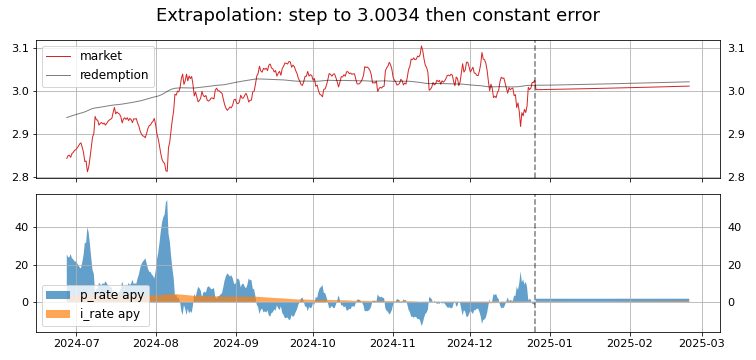 Extrapolation: step to 3.0034 then constant error
3.1 3.1
market
redemption
3.0 3.0
2.9 2.9
2.8 2.8
40 40
20 20
p_rate apy
0 0
i_rate apy
2024-07 2024-08 2024-09 2024-10 2024-11 2024-12 2025-01 2025-02 2025-03